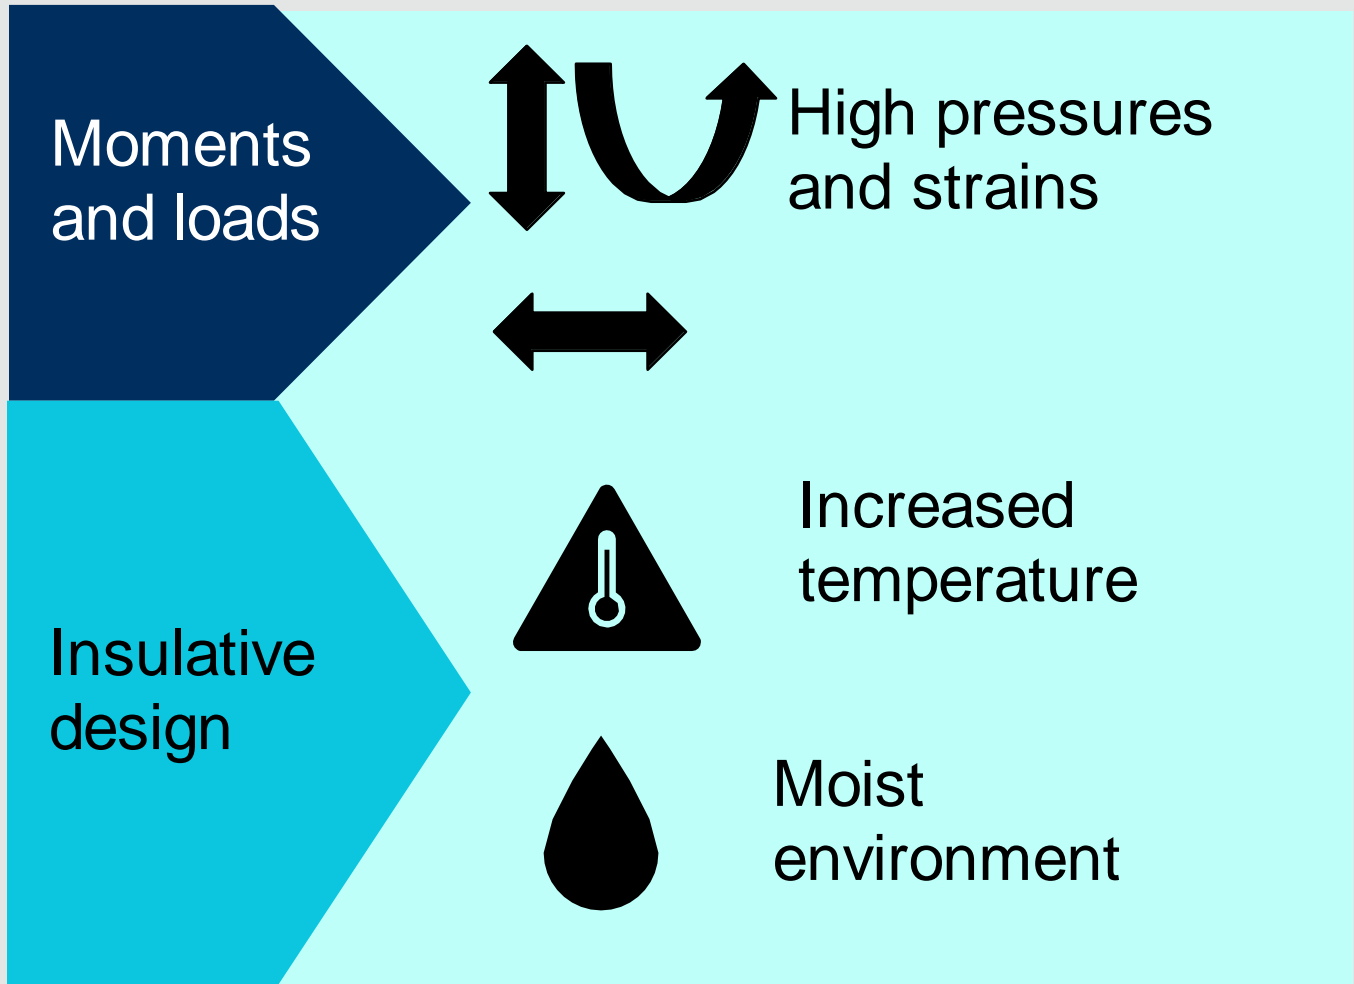 Moments
and loads
High pressures
and strains
Insulative
design
Increased
temperature
Moist
environment